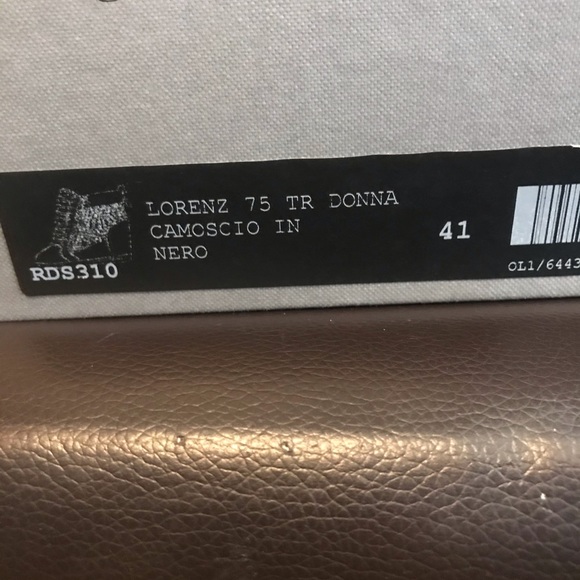 LORENZ 75 TR DONNA
CAMOSCIO IN
NERO
41
RDS310
OL1/6443